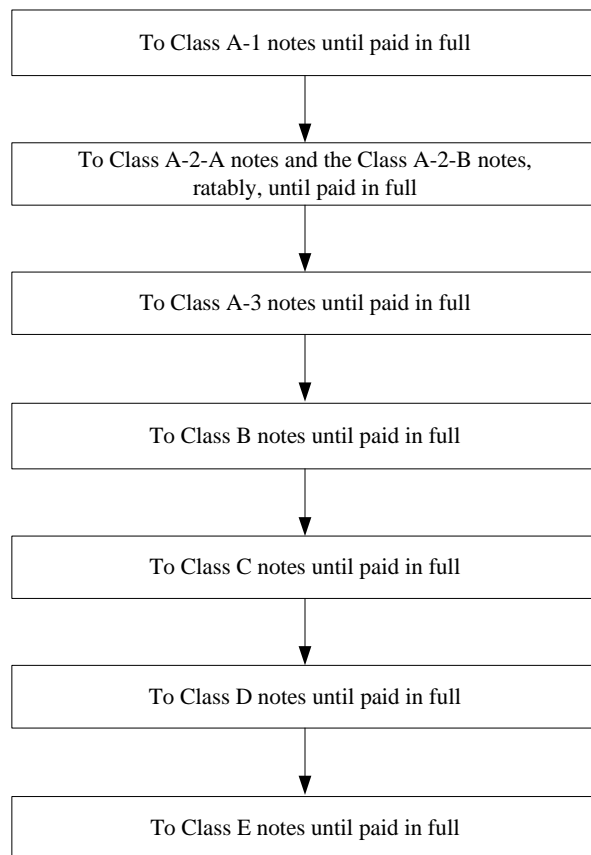 To Class A-1 notes until paid in full
To Class A-2-A notes and the Class A-2-B notes,
ratably, until paid in full
To Class A-3 notes until paid in full
To Class B notes until paid in full
To Class C notes until paid in full
To Class D notes until paid in full
To Class E notes until paid in full